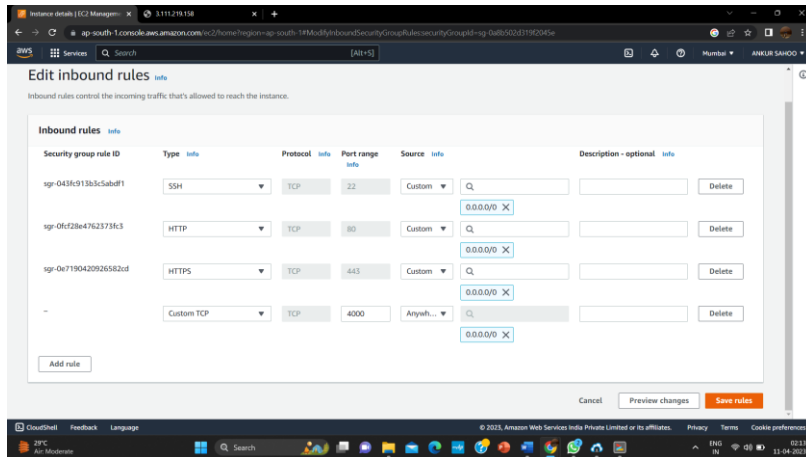 Instance details | EC2 Managem
3.111.219.158
ap-south-1.console.aws.amazon.com/ec2/home?region=ap-south-1#ModifyInboundSecurityGroupRules:securityGroupId=sg-0a8b502d319f2045e
aws Services Search [Alt+S] Mumbai ANKUR SAHOO
Edit inbound rules Info
Inbound rules control the incoming traffic that's allowed to reach the instance.
Inbound rules Info
Security group rule ID Type Info Protocol Info Port range Info Source Info Description - optional Info
sgr-043fc913b3c5abdf1 SSH TCP 22 Custom Delete
0.0.0.0/0
sgr-0fcf28e4762373fc3 HTTP TCP 80 Custom Delete
0.0.0.0/0
sgr-0e7190420926582cd HTTPS TCP 443 Custom Delete
0.0.0.0/0
– Custom TCP TCP 4000 Anywh... Delete
0.0.0.0/0
Add rule
Cancel Preview changes Save rules
CloudShell Feedback Language © 2023, Amazon Web Services India Private Limited or its affiliates. Privacy Terms Cookie preferences
29°C Search ENG 02:13
Air: Moderate IN 11-04-2023